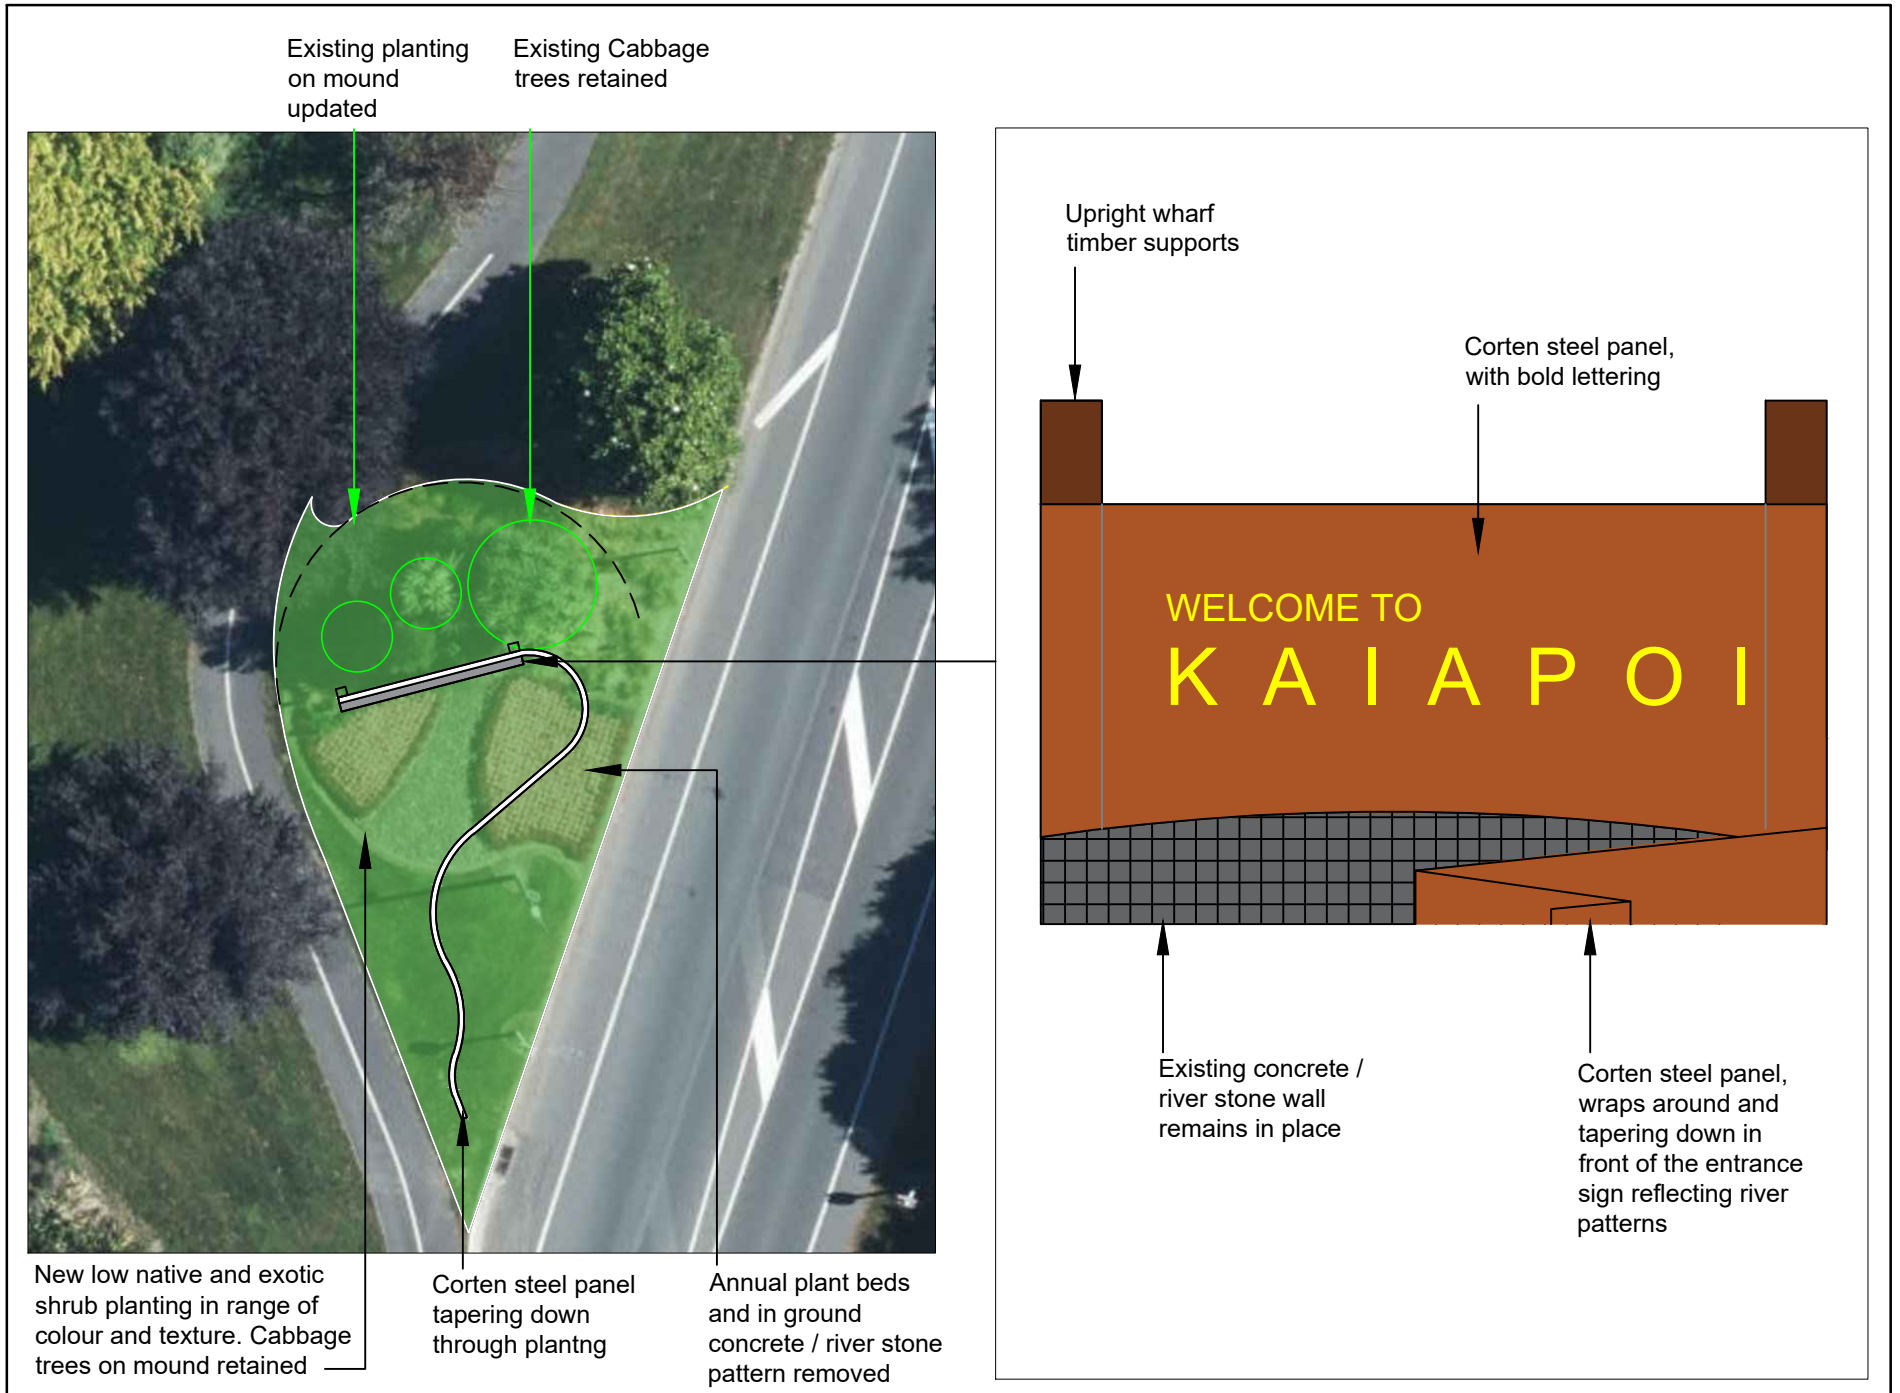 Existing planting
on mound
updated
Existing Cabbage
trees retained
Upright wharf
timber supports
Corten steel panel,
with bold lettering
WELCOME TO
KAIAPOI
Existing concrete /
river stone wall
remains in place
Corten steel panel,
wraps around and
tapering down in
front of the entrance
sign reflecting river
patterns
New low native and exotic
shrub planting in range of
colour and texture. Cabbage
trees on mound retained
Corten steel panel
tapering down
through plantng
Annual plant beds
and in ground
concrete / river stone
pattern removed